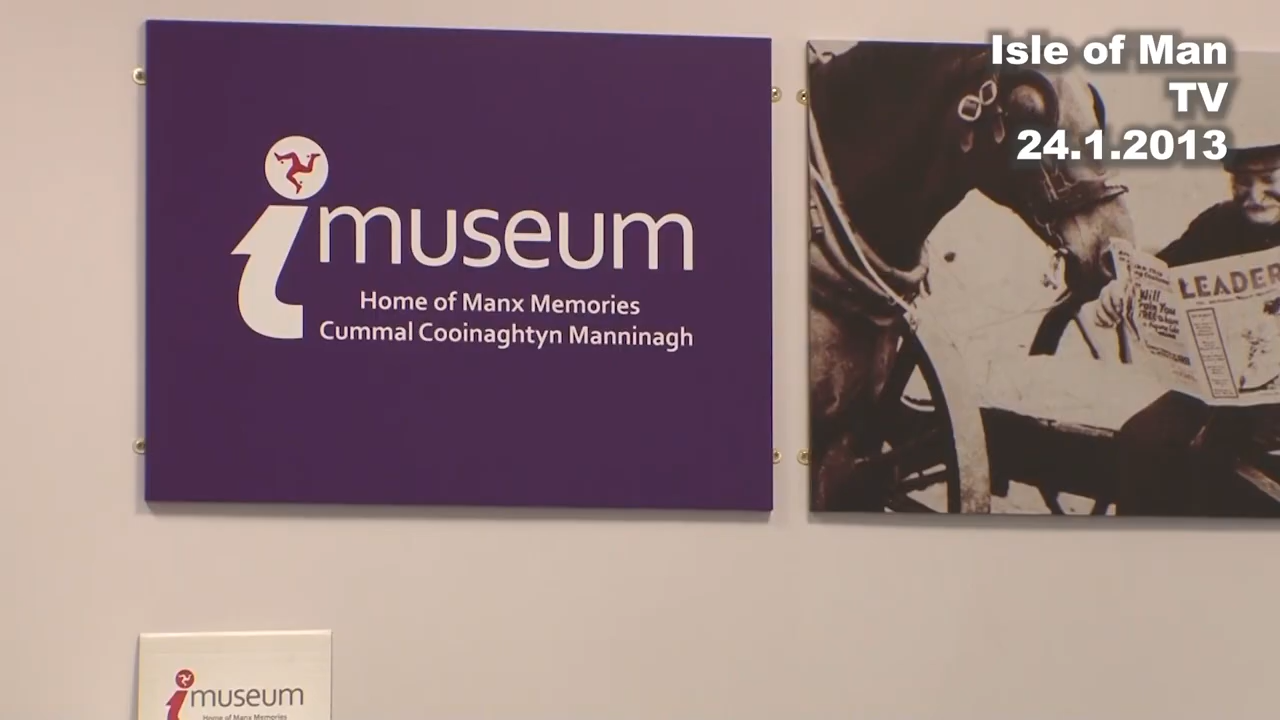 Isle of Man
TV
24.1.2013
imuseum
Home of Manx Memories
Cummal Cooinaghtyn Manninagh
LEADER
Will
imuseum
Home of Manx Memories